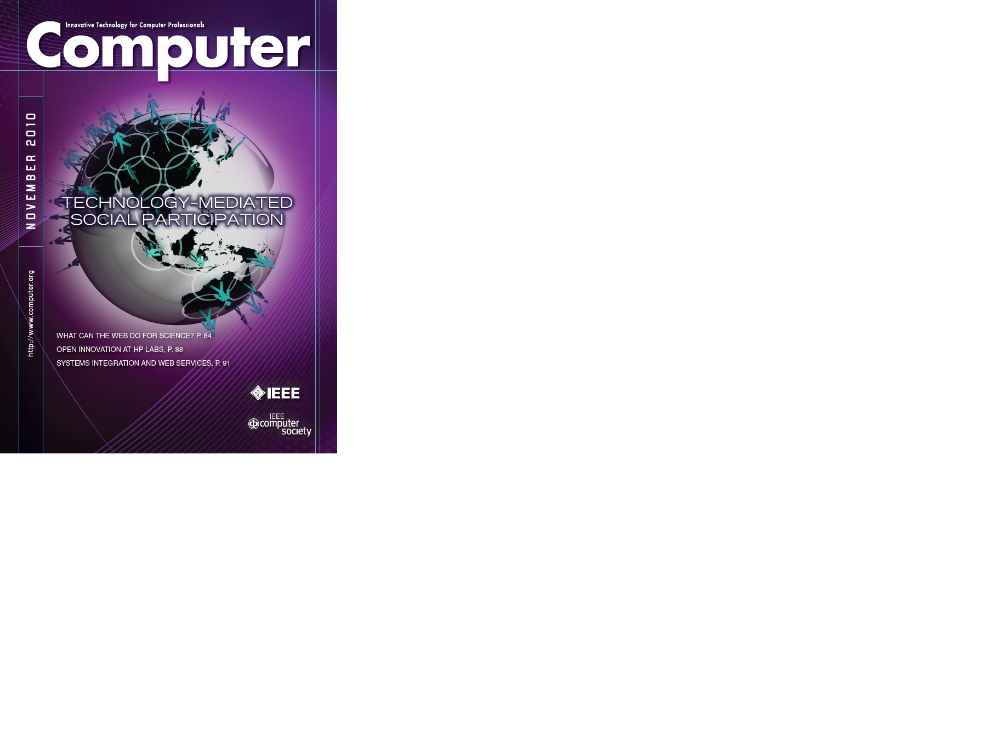 Innovative Technology for Computer Professionals
Computer
NOVEMBER 2010
http://www.computer.org
TECHNOLOGY-MEDIATED
SOCIAL PARTICIPATION
WHAT CAN THE WEB DO FOR SCIENCE? P. 84
OPEN INNOVATION AT HP LABS, P. 88
SYSTEMS INTEGRATION AND WEB SERVICES, P. 91
IEEE
IEEE
computer
society